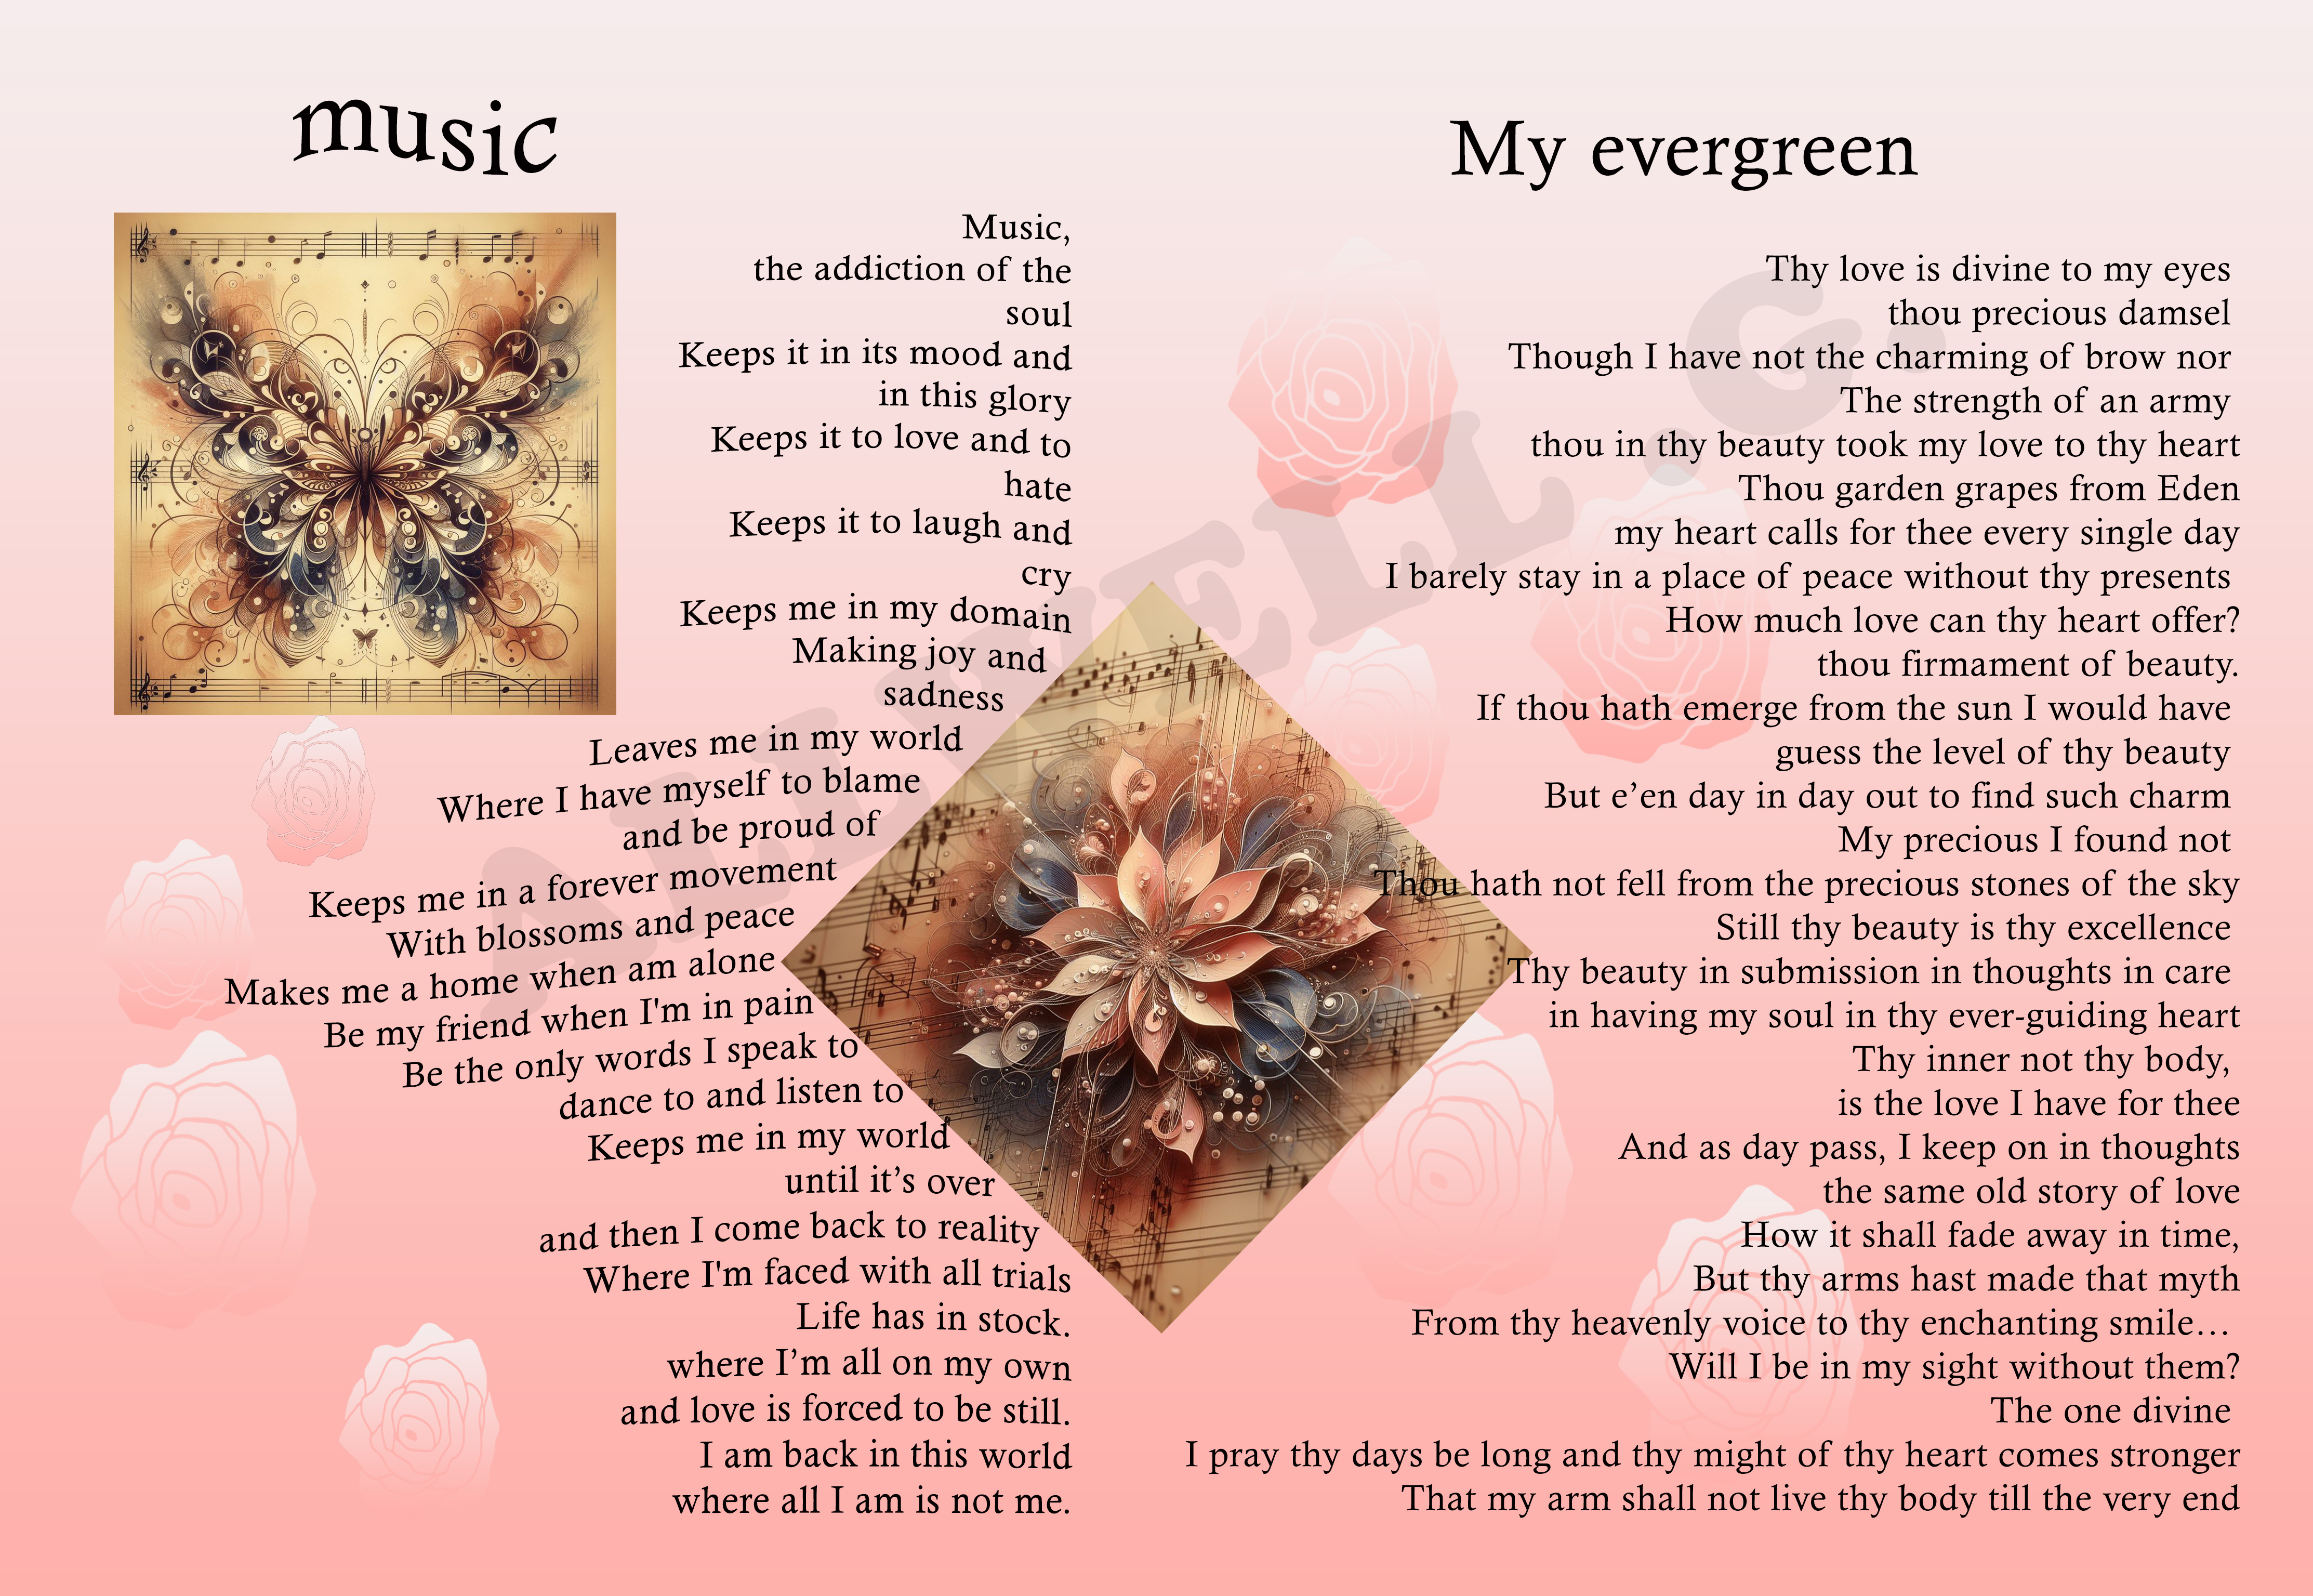 music
Music,
the addiction of the
soul
Keeps it in its mood and
in this glory
Keeps it to love and to
hate
Keeps it to laugh and
cry
Keeps me in my domain
Making joy and
sadness
Leaves me in my world
Where I have myself to blame
and be proud of
Keeps me in a forever movement
With blossoms and peace
Makes me a home when am alone
Be my friend when I'm in pain
Be the only words I speak to
dance to and listen to
Keeps me in my world
until it’s over
and then I come back to reality
Where I'm faced with all trials
Life has in stock.
where I’m all on my own
and love is forced to be still.
I am back in this world
where all I am is not me.
My evergreen
Thy love is divine to my eyes
thou precious damsel
Though I have not the charming of brow nor
The strength of an army
thou in thy beauty took my love to thy heart
Thou garden grapes from Eden
my heart calls for thee every single day
I barely stay in a place of peace without thy presents
How much love can thy heart offer?
thou firmament of beauty.
If thou hath emerge from the sun I would have
guess the level of thy beauty
But e’en day in day out to find such charm
My precious I found not
Thou hath not fell from the precious stones of the sky
Still thy beauty is thy excellence
Thy beauty in submission in thoughts in care
in having my soul in thy ever-guiding heart
Thy inner not thy body,
is the love I have for thee
And as day pass, I keep on in thoughts
the same old story of love
How it shall fade away in time,
But thy arms hast made that myth
From thy heavenly voice to thy enchanting smile…
Will I be in my sight without them?
The one divine
I pray thy days be long and thy might of thy heart comes stronger
That my arm shall not live thy body till the very end
ALLWELL .G.